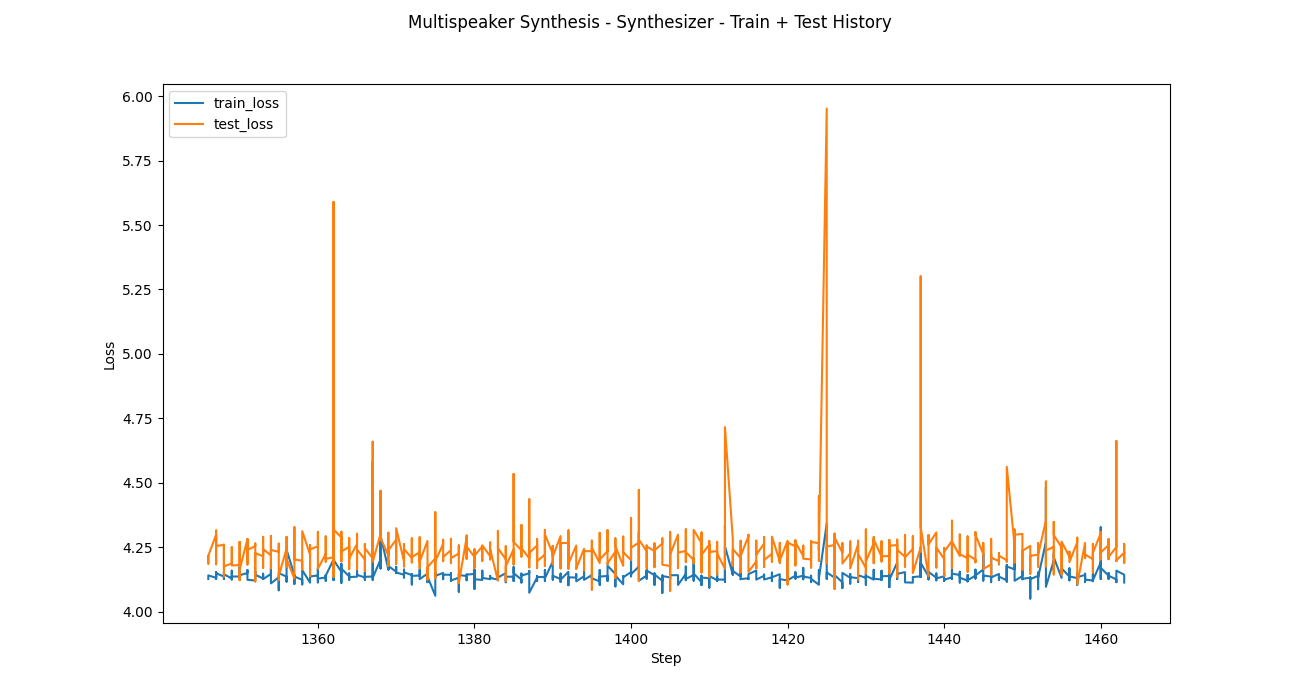 Multispeaker Synthesis - Synthesizer - Train + Test History
train_loss
test_loss
6.00
5.75
5.50
5.25
5.00
4.75
4.50
4.25
4.00
Loss
1360 1380 1400 1420 1440 1460
Step